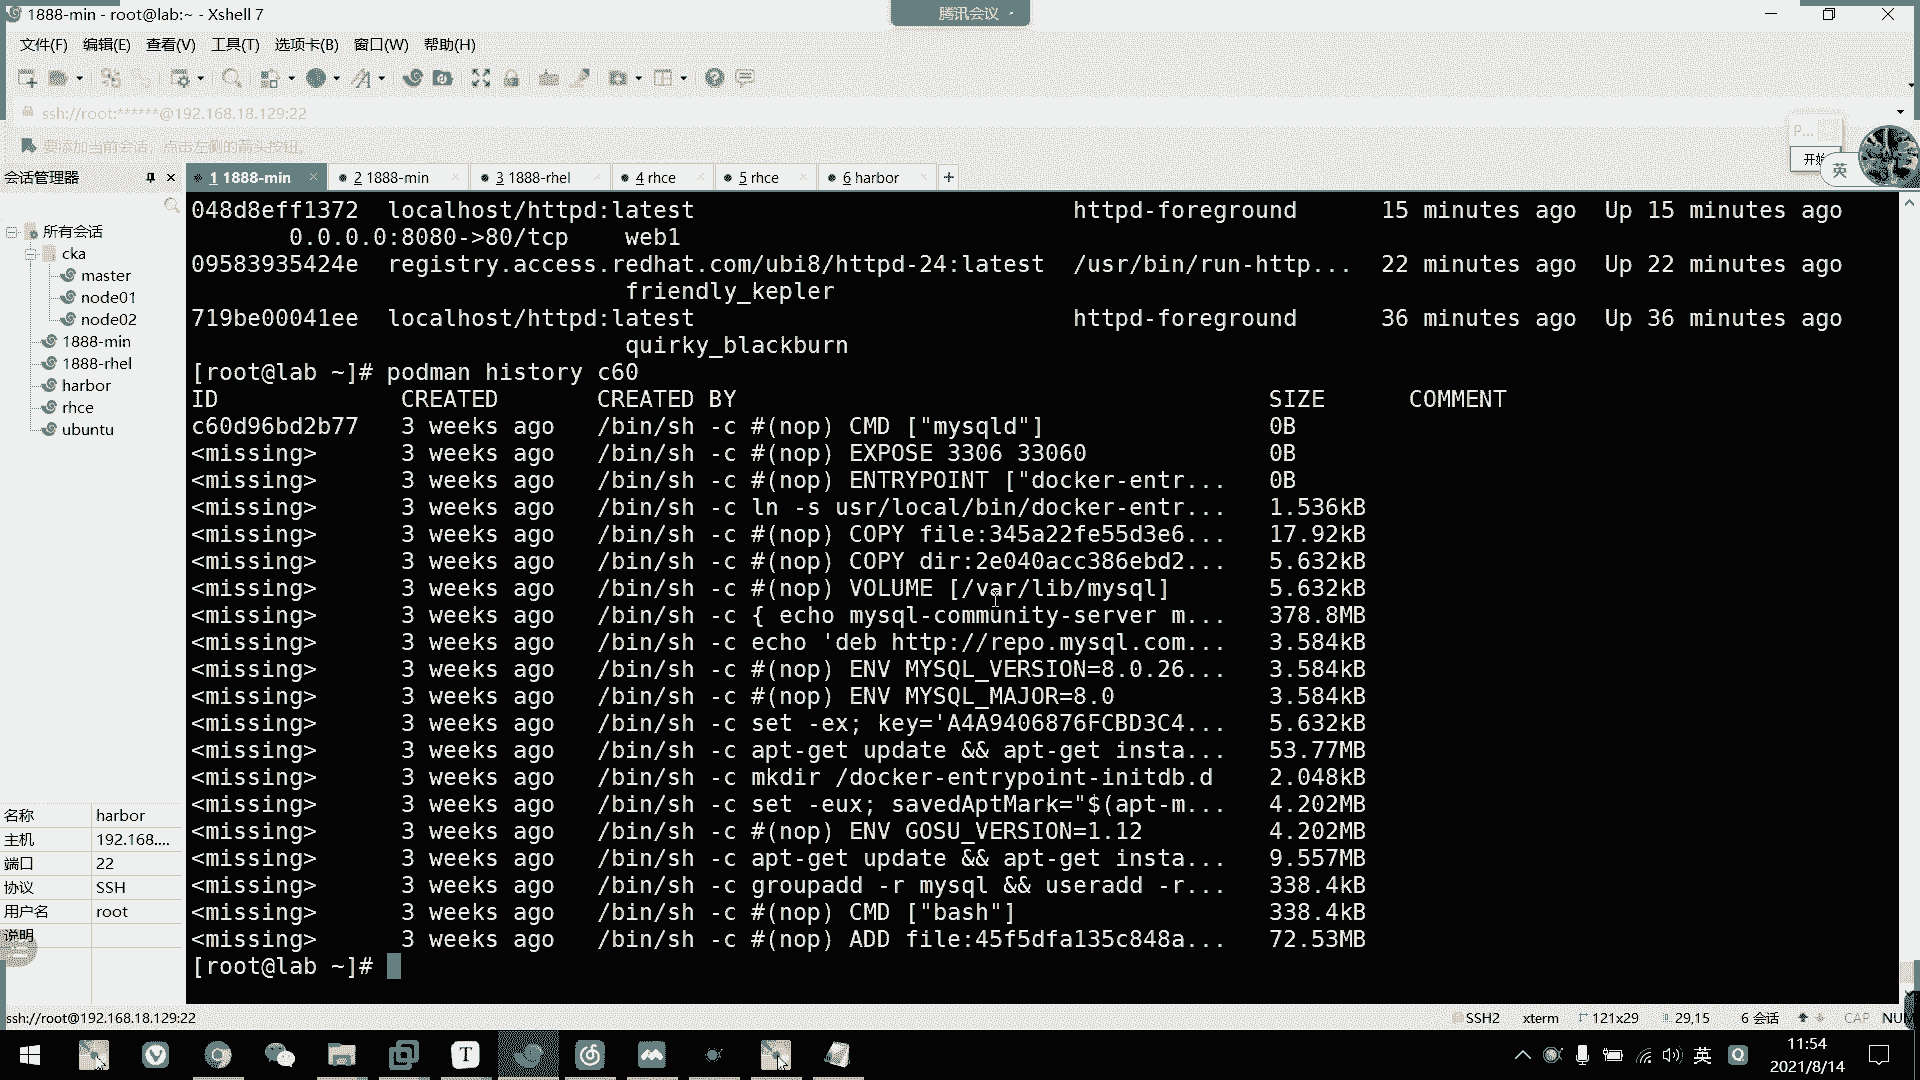 1888-min - root@lab:~ - Xshell 7
腾讯会议
文件(F) 编辑(E) 查看(V) 工具(T) 选项卡(B) 窗口(W) 帮助(H)
ssh://root:******@192.168.18.129:22
要添加当前会话，点击左侧的箭头按钮。
P...
开始
英
会话管理器
1 1888-min 2 1888-min 3 1888-rhel 4 rhce 5 rhce 6 harbor
所有会话
cka
master
node01
node02
1888-min
1888-rhel
harbor
rhce
ubuntu
名称 harbor
主机 192.168....
端口 22
协议 SSH
用户名 root
说明
048d8eff1372 localhost/httpd:latest httpd-foreground 15 minutes ago Up 15 minutes ago
0.0.0.0:8080->80/tcp web1
09583935424e registry.access.redhat.com/ubi8/httpd-24:latest /usr/bin/run-http... 22 minutes ago Up 22 minutes ago
friendly_kepler
719be00041ee localhost/httpd:latest httpd-foreground 36 minutes ago Up 36 minutes ago
quirky_blackburn
[root@lab ~]# podman history c60
ID CREATED CREATED BY SIZE COMMENT
c60d96bd2b77 3 weeks ago /bin/sh -c #(nop) CMD ["mysqld"] 0B
<missing> 3 weeks ago /bin/sh -c #(nop) EXPOSE 3306 33060 0B
<missing> 3 weeks ago /bin/sh -c #(nop) ENTRYPOINT ["docker-entr... 0B
<missing> 3 weeks ago /bin/sh -c ln -s usr/local/bin/docker-entr... 1.536kB
<missing> 3 weeks ago /bin/sh -c #(nop) COPY file:345a22fe55d3e6... 17.92kB
<missing> 3 weeks ago /bin/sh -c #(nop) COPY dir:2e040acc386ebd2... 5.632kB
<missing> 3 weeks ago /bin/sh -c #(nop) VOLUME [/var/lib/mysql] 5.632kB
<missing> 3 weeks ago /bin/sh -c { echo mysql-community-server m... 378.8MB
<missing> 3 weeks ago /bin/sh -c echo 'deb http://repo.mysql.com... 3.584kB
<missing> 3 weeks ago /bin/sh -c #(nop) ENV MYSQL_VERSION=8.0.26... 3.584kB
<missing> 3 weeks ago /bin/sh -c #(nop) ENV MYSQL_MAJOR=8.0 3.584kB
<missing> 3 weeks ago /bin/sh -c set -ex; key='A4A9406876FCBD3C4... 5.632kB
<missing> 3 weeks ago /bin/sh -c apt-get update && apt-get insta... 53.77MB
<missing> 3 weeks ago /bin/sh -c mkdir /docker-entrypoint-initdb.d 2.048kB
<missing> 3 weeks ago /bin/sh -c set -eux; savedAptMark="$(apt-m... 4.202MB
<missing> 3 weeks ago /bin/sh -c #(nop) ENV GOSU_VERSION=1.12 4.202MB
<missing> 3 weeks ago /bin/sh -c apt-get update && apt-get insta... 9.557MB
<missing> 3 weeks ago /bin/sh -c groupadd -r mysql && useradd -r... 338.4kB
<missing> 3 weeks ago /bin/sh -c #(nop) CMD ["bash"] 338.4kB
<missing> 3 weeks ago /bin/sh -c #(nop) ADD file:45f5dfa135c848a... 72.53MB
[root@lab ~]#
ssh://root@192.168.18.129:22 SSH2 xterm 121x29 29,15 6 会话 CAP NUM
英
11:54
2021/8/14